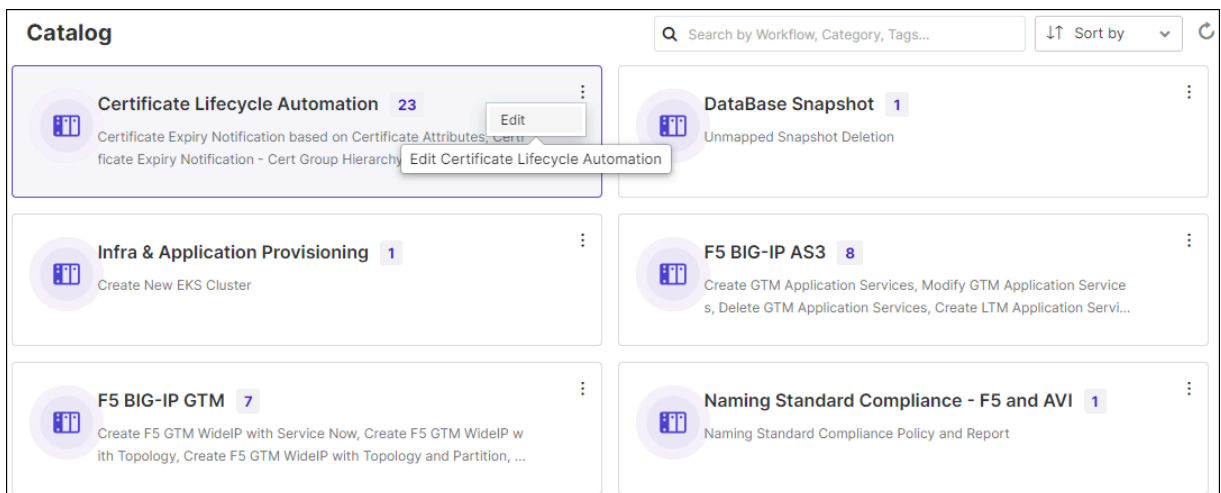 Catalog
Search by Workflow, Category, Tags...
Sort by
Certificate Lifecycle Automation 23
Edit
Certificate Expiry Notification based on Certificate Attributes, Certi
ficate Expiry Notification - Cert Group Hierarchy
Edit Certificate Lifecycle Automation
DataBase Snapshot 1
Unmapped Snapshot Deletion
Infra & Application Provisioning 1
Create New EKS Cluster
F5 BIG-IP AS3 8
Create GTM Application Services, Modify GTM Application Service
s, Delete GTM Application Services, Create LTM Application Servi...
F5 BIG-IP GTM 7
Create F5 GTM WideIP with Service Now, Create F5 GTM WideIP w
ith Topology, Create F5 GTM WideIP with Topology and Partition, ...
Naming Standard Compliance - F5 and AVI 1
Naming Standard Compliance Policy and Report